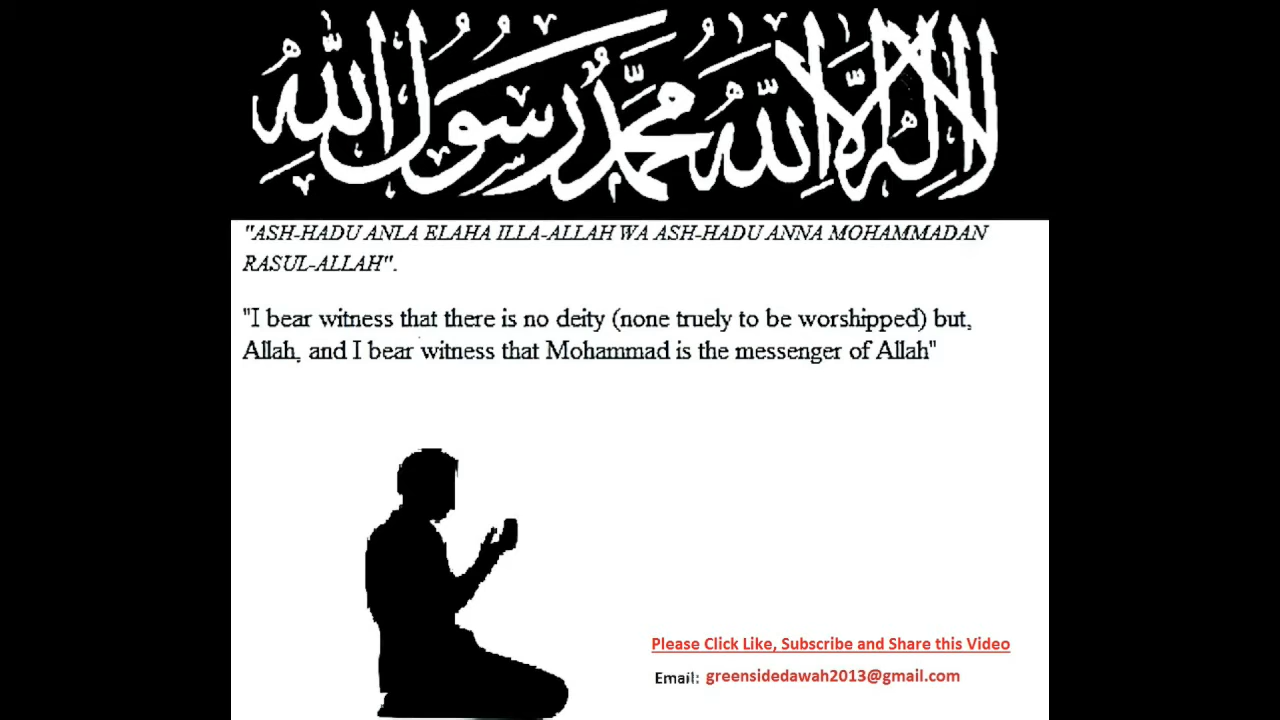 لا إله إلا الله محمد رسول الله
"ASH-HADU ANLA ELAHA ILLA-ALLAH WA ASH-HADU ANNA MOHAMMADAN
RASUL-ALLAH".
"I bear witness that there is no deity (none truely to be worshipped) but,
Allah, and I bear witness that Mohammad is the messenger of Allah"
Please Click Like, Subscribe and Share this Video
Email: greensidedawah2013@gmail.com